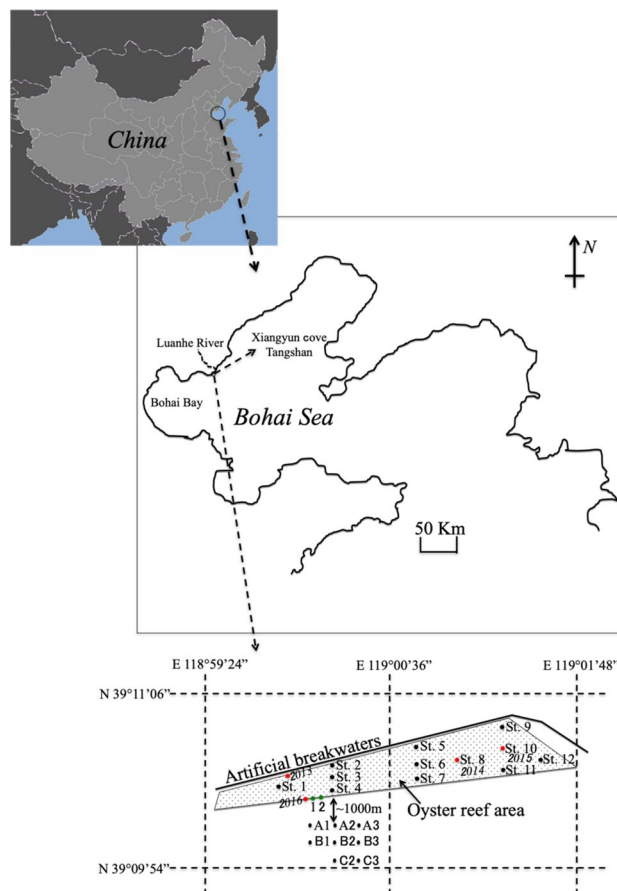 China
N
Luanhe River
Xiangyun cove
Tangshan
Bohai Bay
Bohai Sea
50 Km
E 118°59'24"
E 119°00'36"
E 119°01'48"
N 39°11'06"
Artificial breakwaters
St. 9
St. 5
St. 10
2015
St. 2
St. 6
St. 8
St. 12
2013
St. 3
2014
St. 11
St. 1
St. 7
St. 4
2016
1 2
~1000m
Oyster reef area
A1 A2 A3
B1 B2 B3
C2 C3
N 39°09'54"